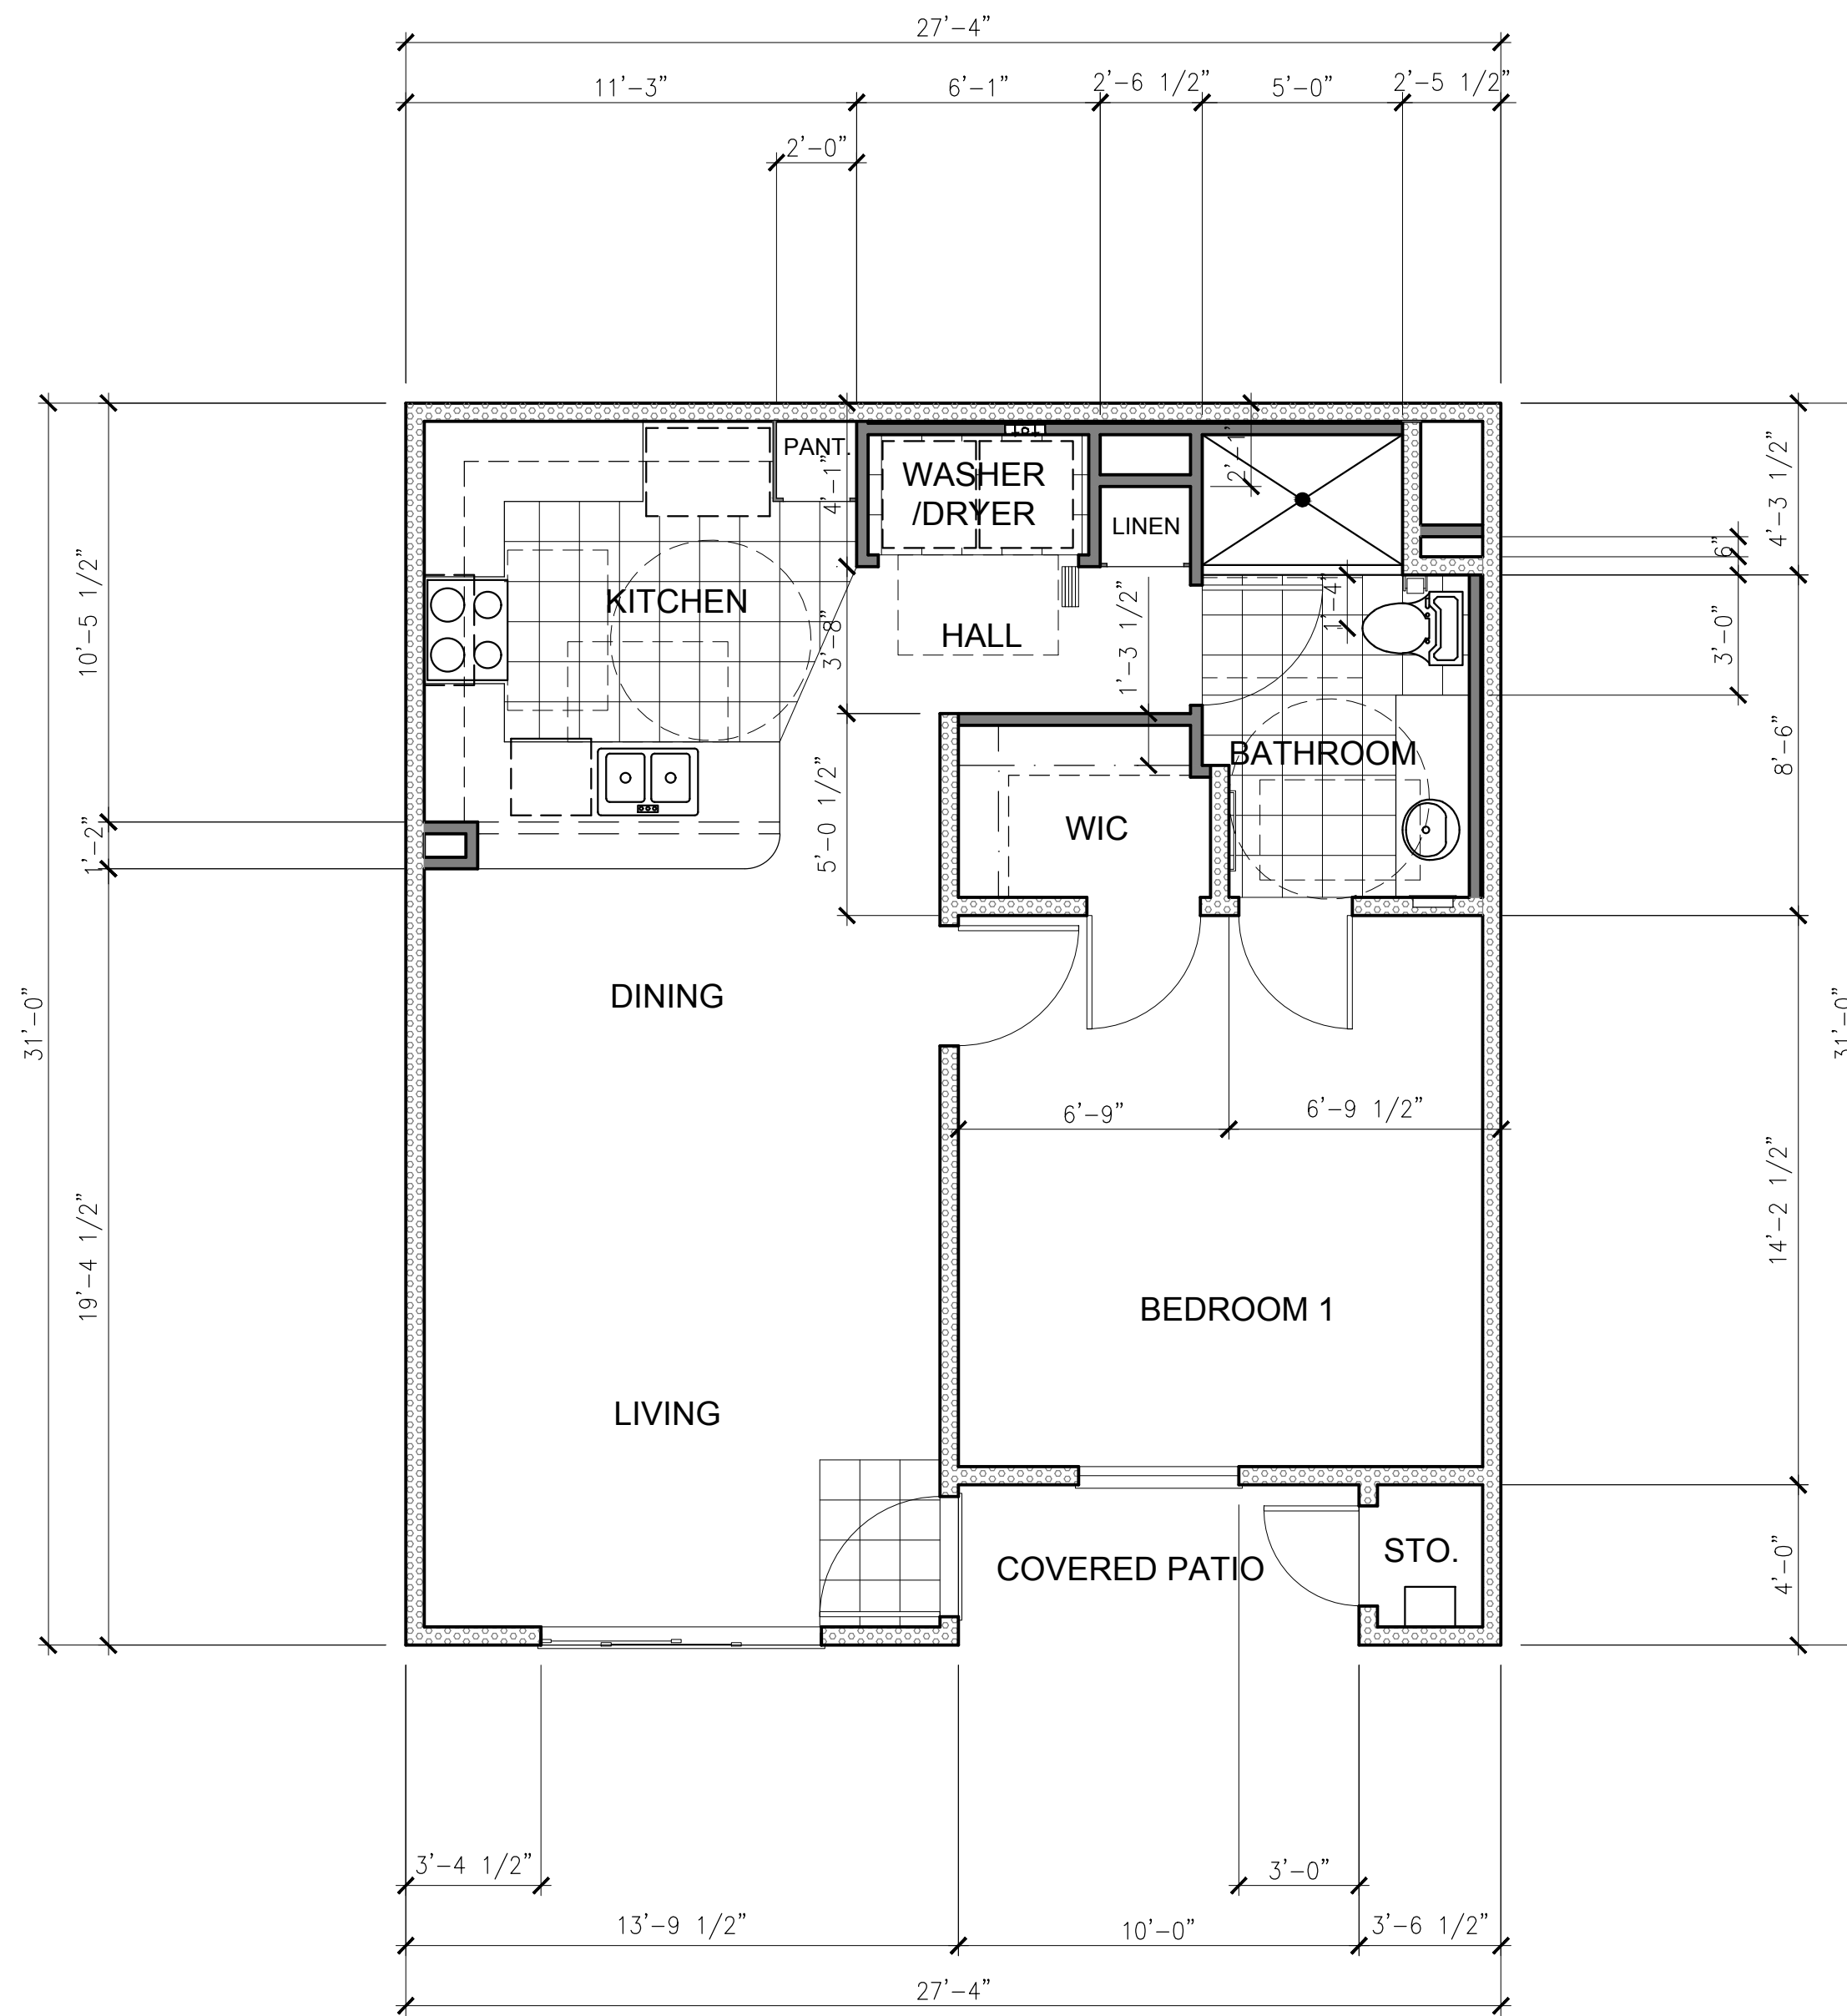 27'-4"
11'-3"
6'-1"
2'-6 1/2"
5'-0"
2'-5 1/2"
2'-0"
PANT.
WASHER
/DRYER
LINEN
4'-1"
2'-1"
4'-3 1/2"
6"
10'-5 1/2"
KITCHEN
HALL
3'-8"
1'-3 1/2"
1'-4"
3'-0"
BATHROOM
8'-6"
1'-2"
5'-0 1/2"
WIC
DINING
31'-0"
31'-0"
6'-9"
6'-9 1/2"
19'-4 1/2"
14'-2 1/2"
BEDROOM 1
LIVING
COVERED PATIO
STO.
4'-0"
3'-4 1/2"
3'-0"
13'-9 1/2"
10'-0"
3'-6 1/2"
27'-4"